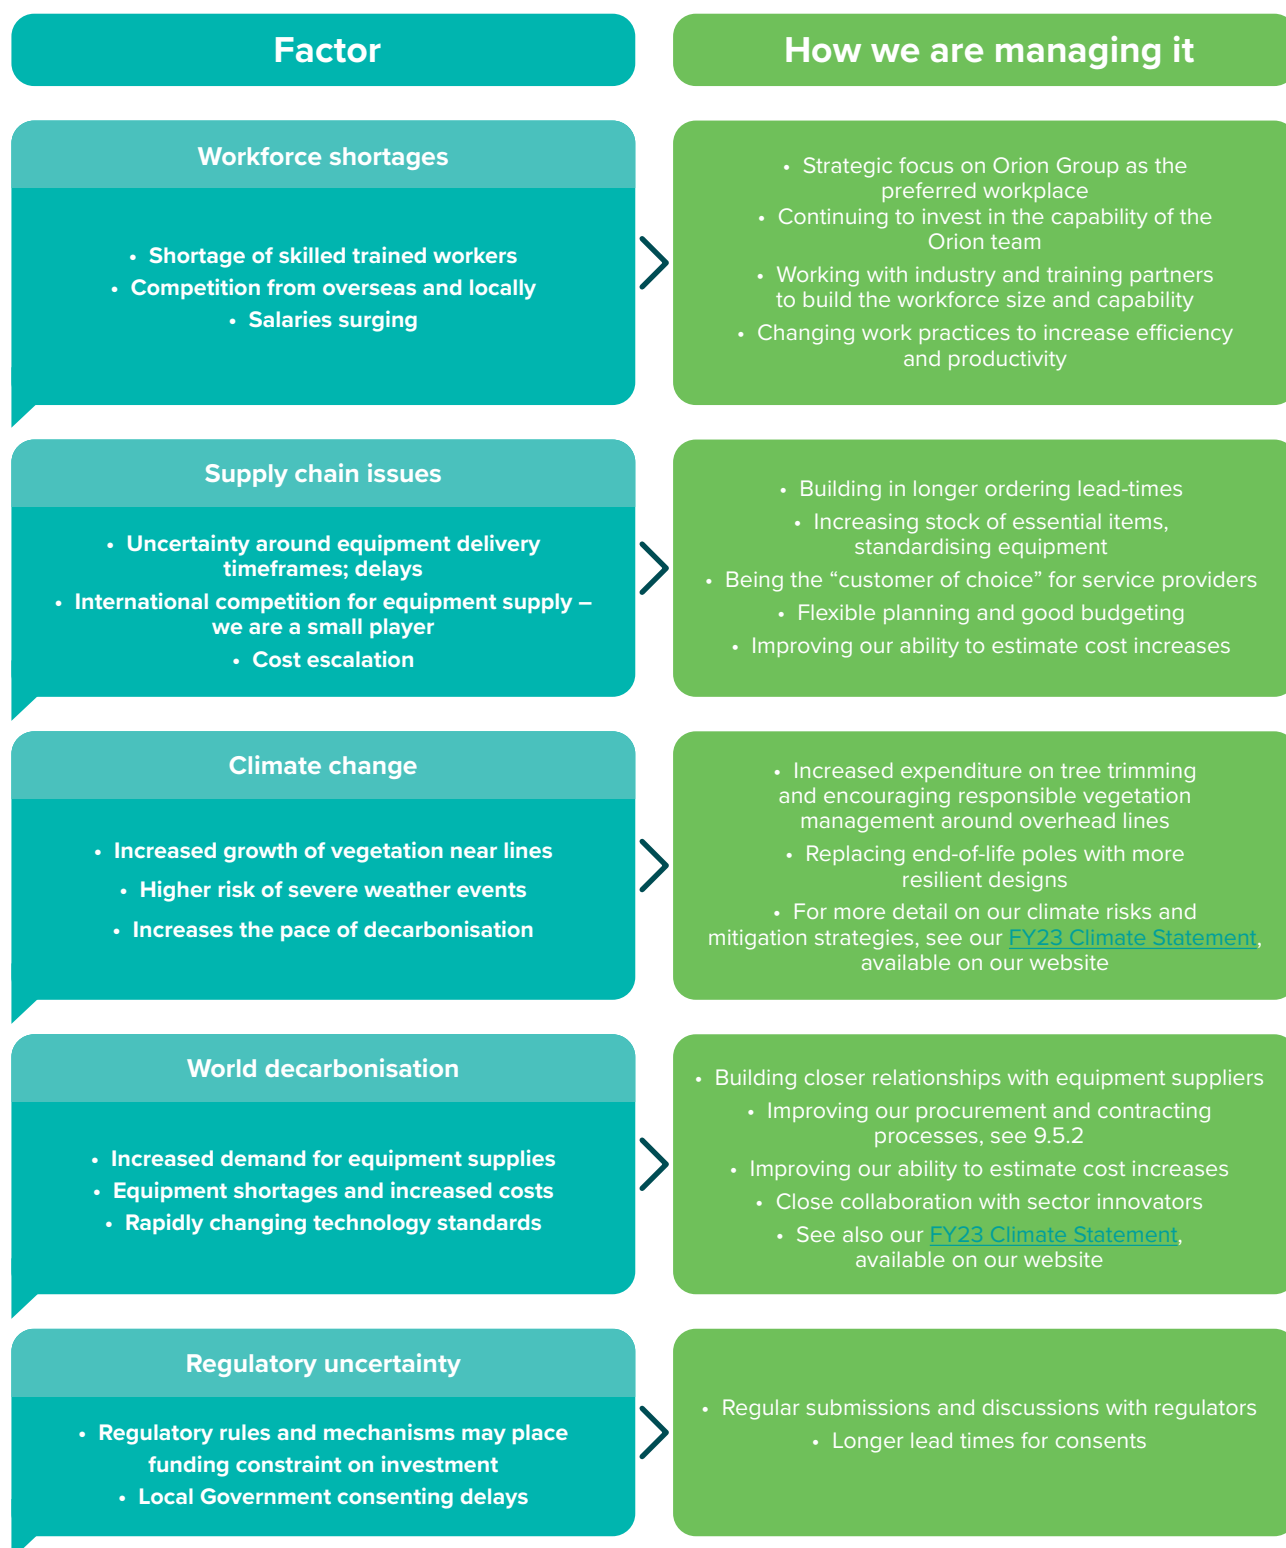 Factor
How we are managing it
Workforce shortages
• Shortage of skilled trained workers
• Competition from overseas and locally
• Salaries surging
• Strategic focus on Orion Group as the
preferred workplace
• Continuing to invest in the capability of the
Orion team
• Working with industry and training partners
to build the workforce size and capability
• Changing work practices to increase efficiency
and productivity
Supply chain issues
• Uncertainty around equipment delivery
timeframes; delays
• International competition for equipment supply –
we are a small player
• Cost escalation
• Building in longer ordering lead-times
• Increasing stock of essential items,
standardising equipment
• Being the “customer of choice” for service providers
• Flexible planning and good budgeting
• Improving our ability to estimate cost increases
Climate change
• Increased growth of vegetation near lines
• Higher risk of severe weather events
• Increases the pace of decarbonisation
• Increased expenditure on tree trimming
and encouraging responsible vegetation
management around overhead lines
• Replacing end-of-life poles with more
resilient designs
• For more detail on our climate risks and
mitigation strategies, see our FY23 Climate Statement,
available on our website
World decarbonisation
• Increased demand for equipment supplies
• Equipment shortages and increased costs
• Rapidly changing technology standards
• Building closer relationships with equipment suppliers
• Improving our procurement and contracting
processes, see 9.5.2
• Improving our ability to estimate cost increases
• Close collaboration with sector innovators
• See also our FY23 Climate Statement,
available on our website
Regulatory uncertainty
• Regulatory rules and mechanisms may place
funding constraint on investment
• Local Government consenting delays
• Regular submissions and discussions with regulators
• Longer lead times for consents